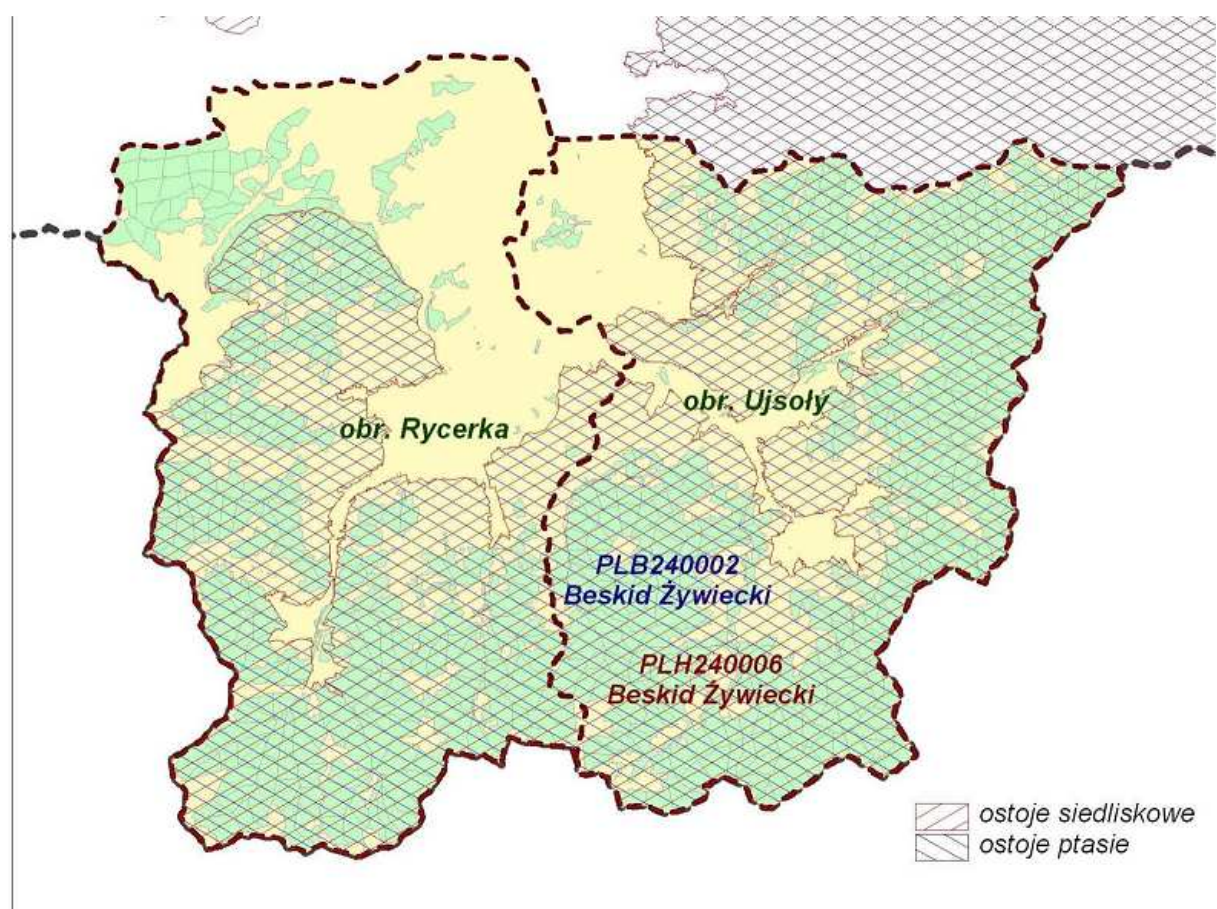 obr. Rycerka
obr. Ujsoły
PLB240002
Beskid Żywiecki
PLH240006
Beskid Żywiecki
ostoje siedliskowe
ostoje ptasie